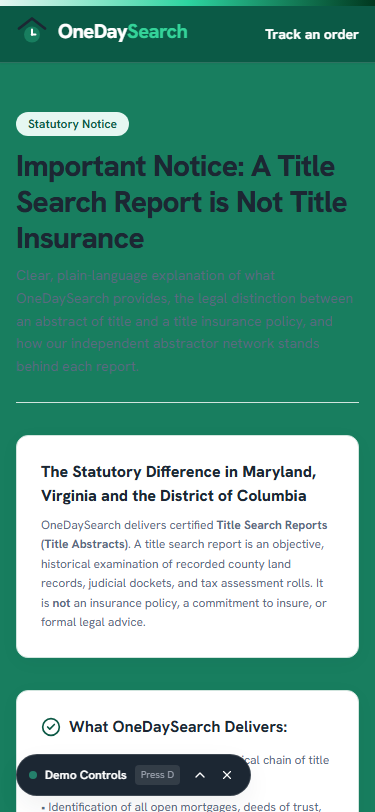 OneDaySearch
Track an order
Statutory Notice
Important Notice: A Title
Search Report is Not Title
Insurance
Clear, plain-language explanation of what
OneDaySearch provides, the legal distinction between
an abstract of title and a title insurance policy, and
how our independent abstractor network stands
behind each report.
The Statutory Difference in Maryland,
Virginia and the District of Columbia
OneDaySearch delivers certified Title Search Reports
(Title Abstracts). A title search report is an objective,
historical examination of recorded county land
records, judicial dockets, and tax assessment rolls. It
is not an insurance policy, a commitment to insure, or
formal legal advice.
What OneDaySearch Delivers:
chain of title
Demo Controls Press D
• Identification of all open mortgages, deeds of trust,